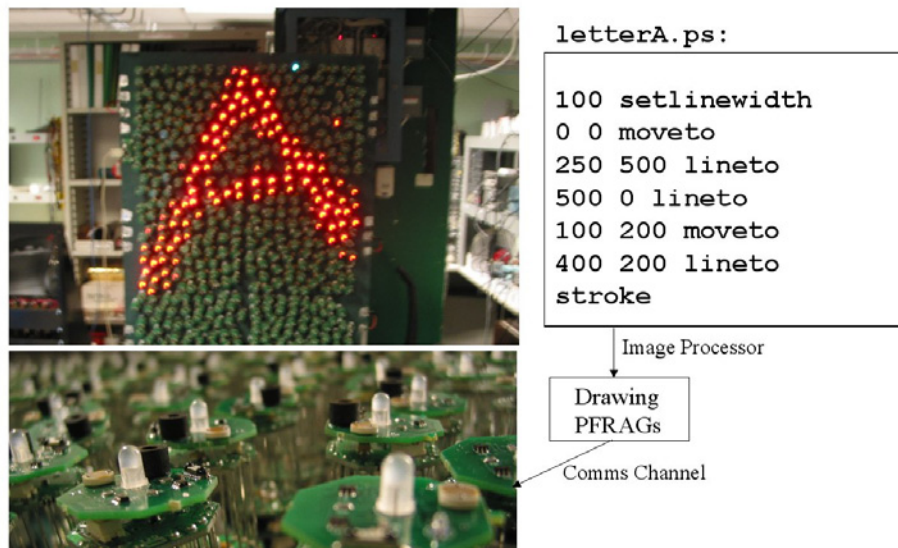 letterA.ps:
100 setlinewidth
0 0 moveto
250 500 lineto
500 0 lineto
100 200 moveto
400 200 lineto
stroke
Image Processor
Drawing
PFRAGs
Comms Channel
A